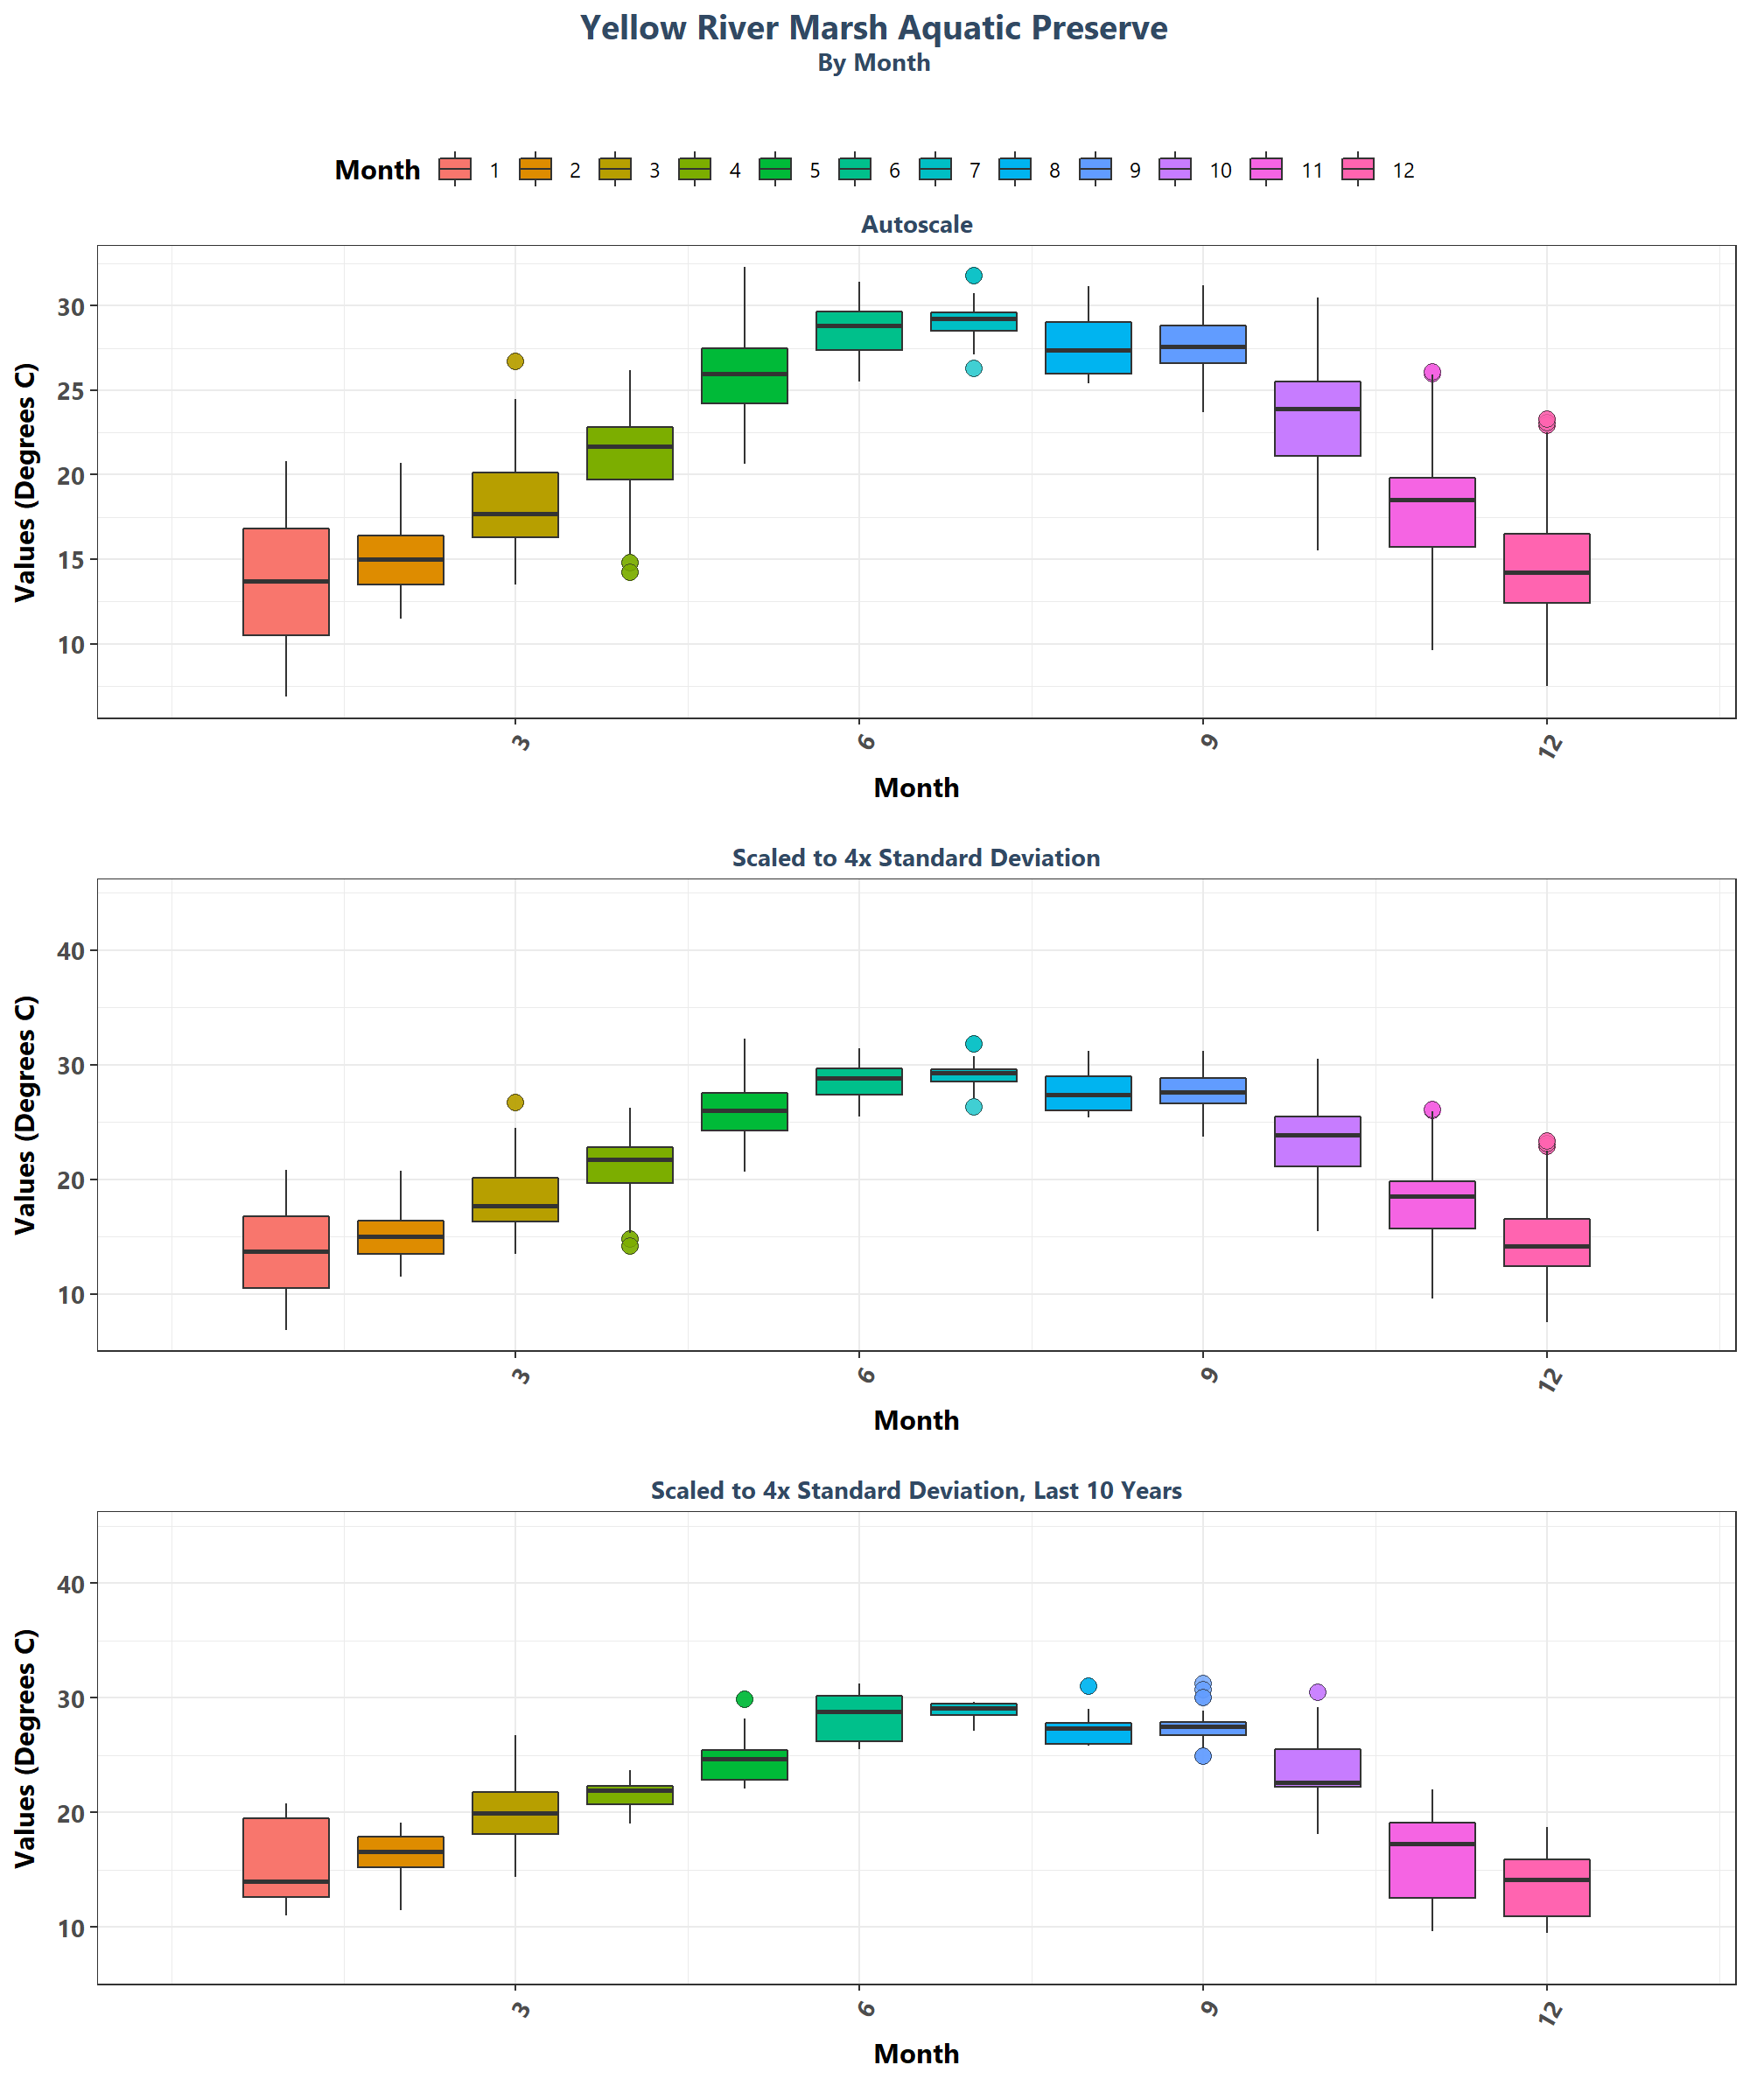 Yellow River Marsh Aquatic Preserve
By Month
Month 1 2 3 4 5 6 7 8 9 10 11 12
Autoscale
Values (Degrees C)
30
25
20
15
10
3 6 9 12
Month
Scaled to 4x Standard Deviation
Values (Degrees C)
40
30
20
10
3 6 9 12
Month
Scaled to 4x Standard Deviation, Last 10 Years
Values (Degrees C)
40
30
20
10
3 6 9 12
Month